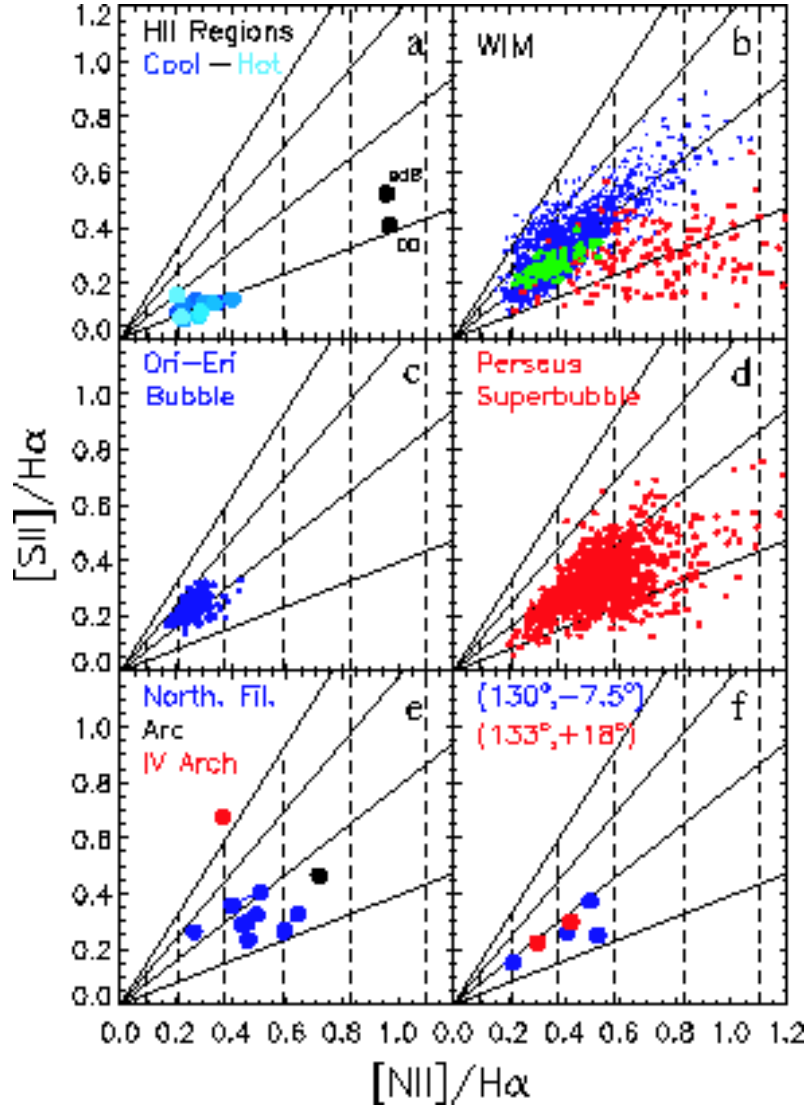 1.2
1.0
0.8
0.6
0.4
0.2
0.0
HII Regions
Cool – Hot
a
sdB
DO
WIM
b
1.0
0.8
0.6
0.4
0.2
0.0
Ori–Eri
Bubble
c
Perseus
Superbubble
d
1.0
0.8
0.6
0.4
0.2
0.0
North. Fil.
Arc
IV Arch
e
(130°,–7.5°)
(133°,+18°)
f
0.0 0.2 0.4 0.6 0.8 1.0 0.0 0.2 0.4 0.6 0.8 1.0 1.2
[SII]/Hα
[NII]/Hα